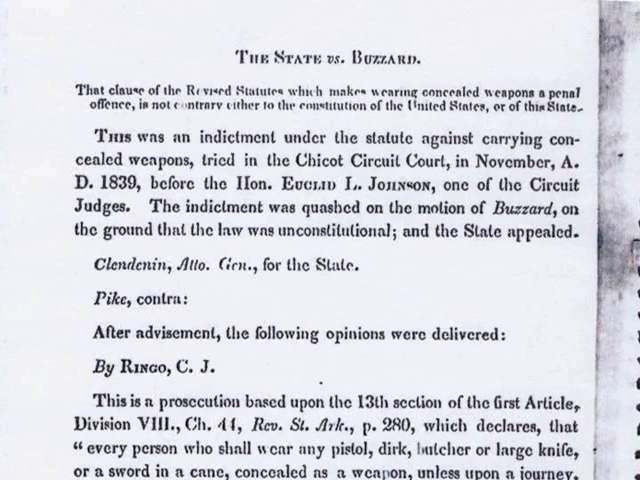 THE STATE vs. BUZZARD.
That clause of the Revised Statutes which makes wearing concealed weapons a penal
offence, is not contrary either to the constitution of the United States, or of this State.
THIS was an indictment under the statute against carrying con-
cealed weapons, tried in the Chicot Circuit Court, in November, A.
D. 1839, before the Hon. EUCLID L. JOHNSON, one of the Circuit
Judges. The indictment was quashed on the motion of Buzzard, on
the ground that the law was unconstitutional; and the State appealed.
Clendenin, Atto. Gen., for the State.
Pike, contra:
After advisement, the following opinions were delivered:
By RINGO, C. J.
This is a prosecution based upon the 13th section of the first Article,
Division VIII., Ch. 44, Rev. St. Ark., p. 280, which declares, that
"every person who shall wear any pistol, dirk, butcher or large knife,
or a sword in a cane, concealed as a weapon, unless upon a journey,